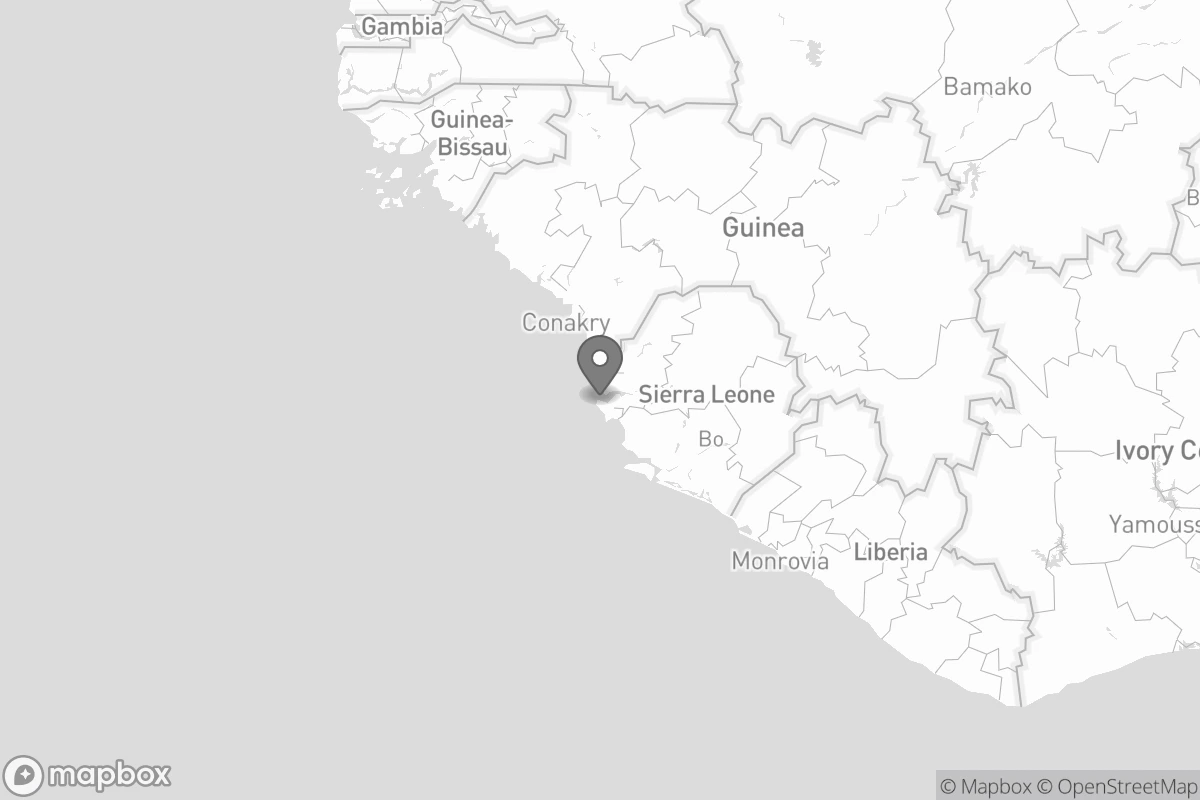 Gambia
Bamako
Guinea-
Bissau
B
Guinea
Conakry
Sierra Leone
Bo
Ivory Co
Yamouss
Liberia
Monrovia
mapbox
© Mapbox © OpenStreetMap